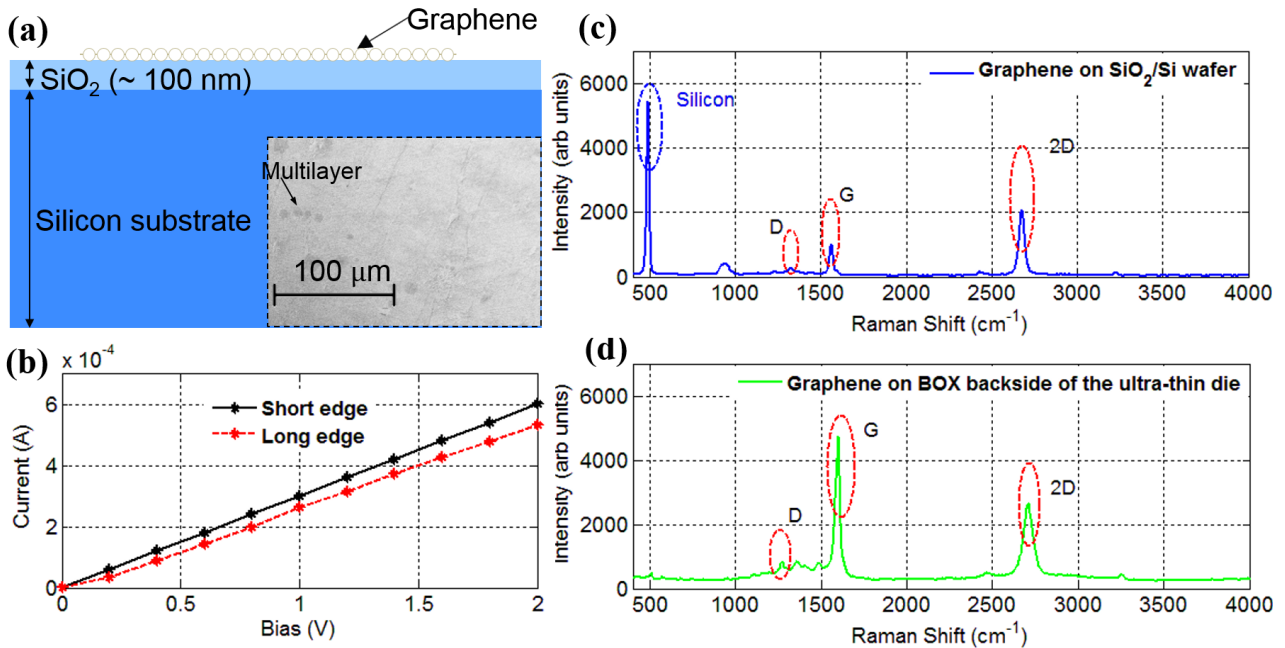 (a)
Graphene
SiO₂ (~ 100 nm)
Silicon substrate
Multilayer
100 μm
(b)
x 10⁻⁴
6
4
2
0
Current (A)
Short edge
Long edge
0 0.5 1 1.5 2
Bias (V)
(c)
Graphene on SiO₂/Si wafer
6000
4000
2000
0
Intensity (arb units)
Silicon
D
G
2D
500 1000 1500 2000 2500 3000 3500 4000
Raman Shift (cm⁻¹)
(d)
Graphene on BOX backside of the ultra-thin die
6000
4000
2000
0
Intensity (arb units)
D
G
2D
500 1000 1500 2000 2500 3000 3500 4000
Raman Shift (cm⁻¹)